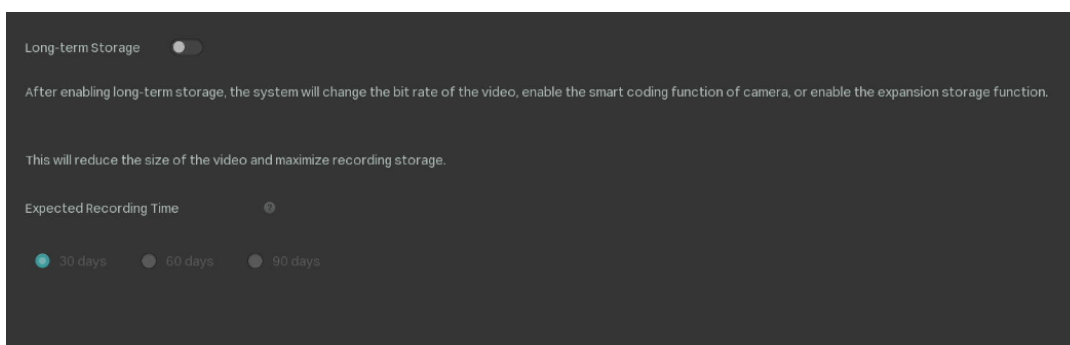 Long-term Storage
After enabling long-term storage, the system will change the bit rate of the video, enable the smart coding function of camera, or enable the expansion storage function.
This will reduce the size of the video and maximize recording storage.
Expected Recording Time ?
30 days 60 days 90 days